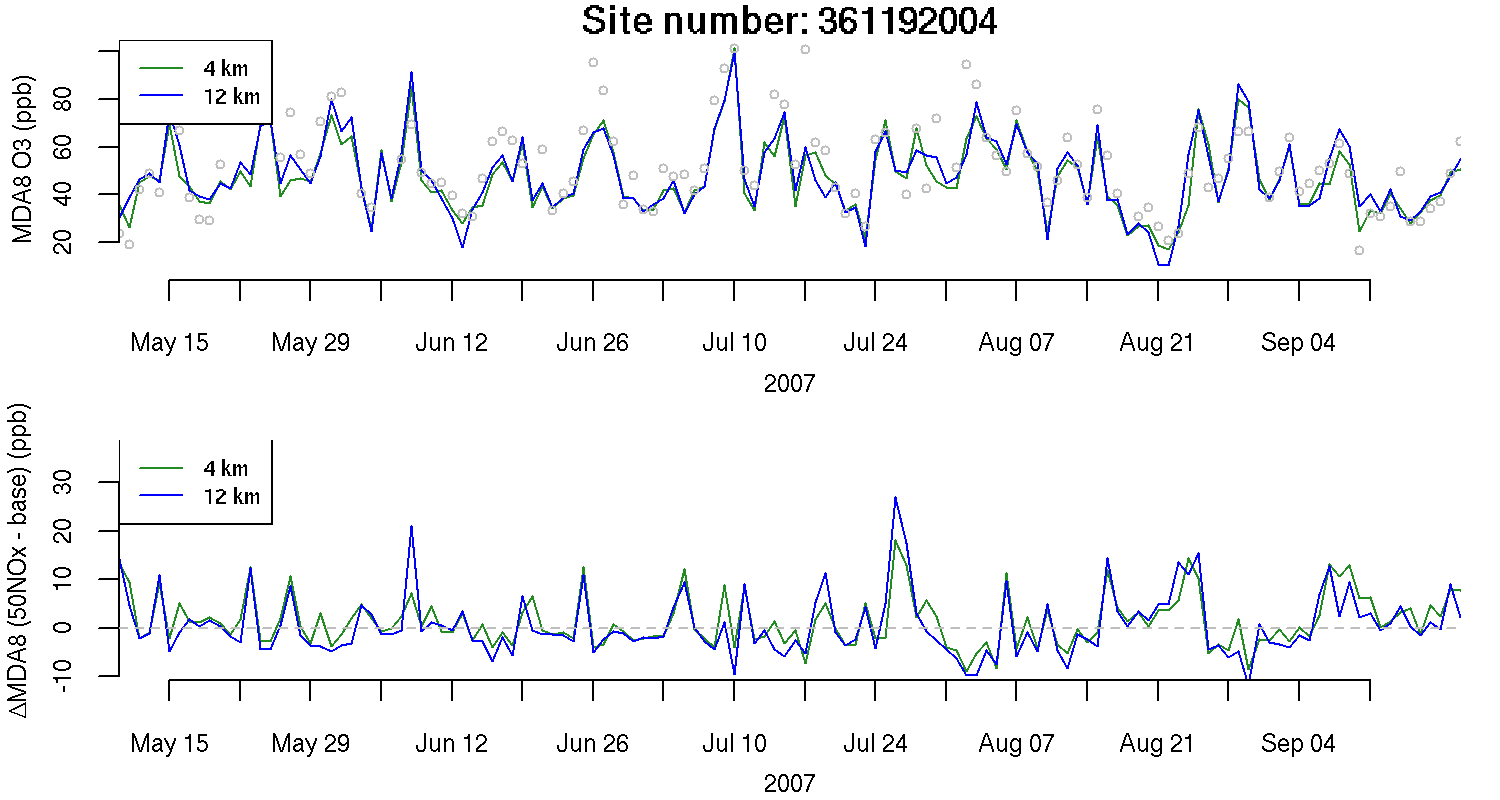 Site number: 361192004
MDA8 O3 (ppb)
80
60
40
20
4 km
12 km
May 15 May 29 Jun 12 Jun 26 Jul 10 Jul 24 Aug 07 Aug 21 Sep 04
2007
ΔMDA8 (50NOx - base) (ppb)
30
20
10
0
-10
4 km
12 km
May 15 May 29 Jun 12 Jun 26 Jul 10 Jul 24 Aug 07 Aug 21 Sep 04
2007